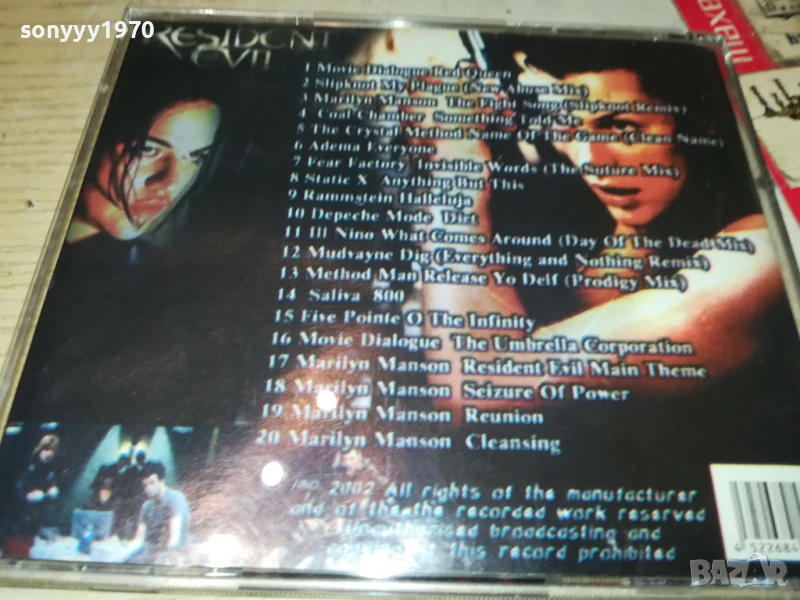 sonyyy1970
RESIDENT
EVIL
maxell
1 Movie Dialogue Red Queen
2 Slipknot My Plague (New Abuse Mix)
3 Marilyn Manson The Fight Song (Slipknot Remix)
4 Coal Chamber Something Told Me
5 The Crystal Method Name Of The Game (Clean Name)
6 Adema Everyone
7 Fear Factory Invisible Words (The Suture Mix)
8 Static X Anything But This
9 Rammstein Halleluja
10 Depeche Mode Dirt
11 Ill Nino What Comes Around (Day Of The Dead Mix)
12 Mudvayne Dig (Everything and Nothing Remix)
13 Method Man Release Yo Delf (Prodigy Mix)
14 Saliva 800
15 Five Pointe O The Infinity
16 Movie Dialogue The Umbrella Corporation
17 Marilyn Manson Resident Evil Main Theme
18 Marilyn Manson Seizure Of Power
19 Marilyn Manson Reunion
20 Marilyn Manson Cleansing
2002 All rights of the manufacturer
and of the the recorded work reserved
Unauthorised broadcasting and
of this record prohibited
4 522684
BAZAR